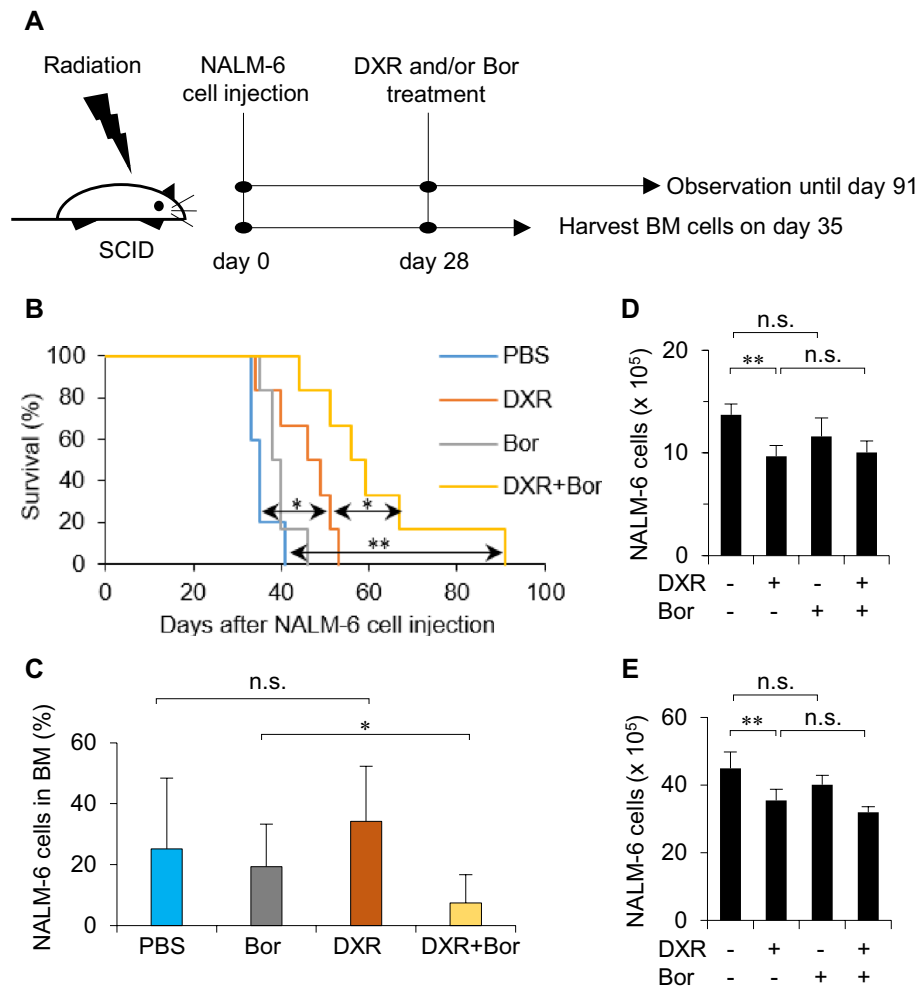 A
Radiation
NALM-6
cell injection
DXR and/or Bor
treatment
Observation until day 91
Harvest BM cells on day 35
SCID
day 0
day 28
B
100
80
60
40
20
0
Survival (%)
PBS
DXR
Bor
DXR+Bor
*
*
**
0 20 40 60 80 100
Days after NALM-6 cell injection
C
n.s.
*
NALM-6 cells in BM (%)
60
40
20
0
PBS Bor DXR DXR+Bor
D
n.s.
** n.s.
NALM-6 cells (x 10⁵)
20
10
0
DXR - + - +
Bor - - + +
E
n.s.
** n.s.
NALM-6 cells (x 10⁵)
60
40
20
0
DXR - + - +
Bor - - + +